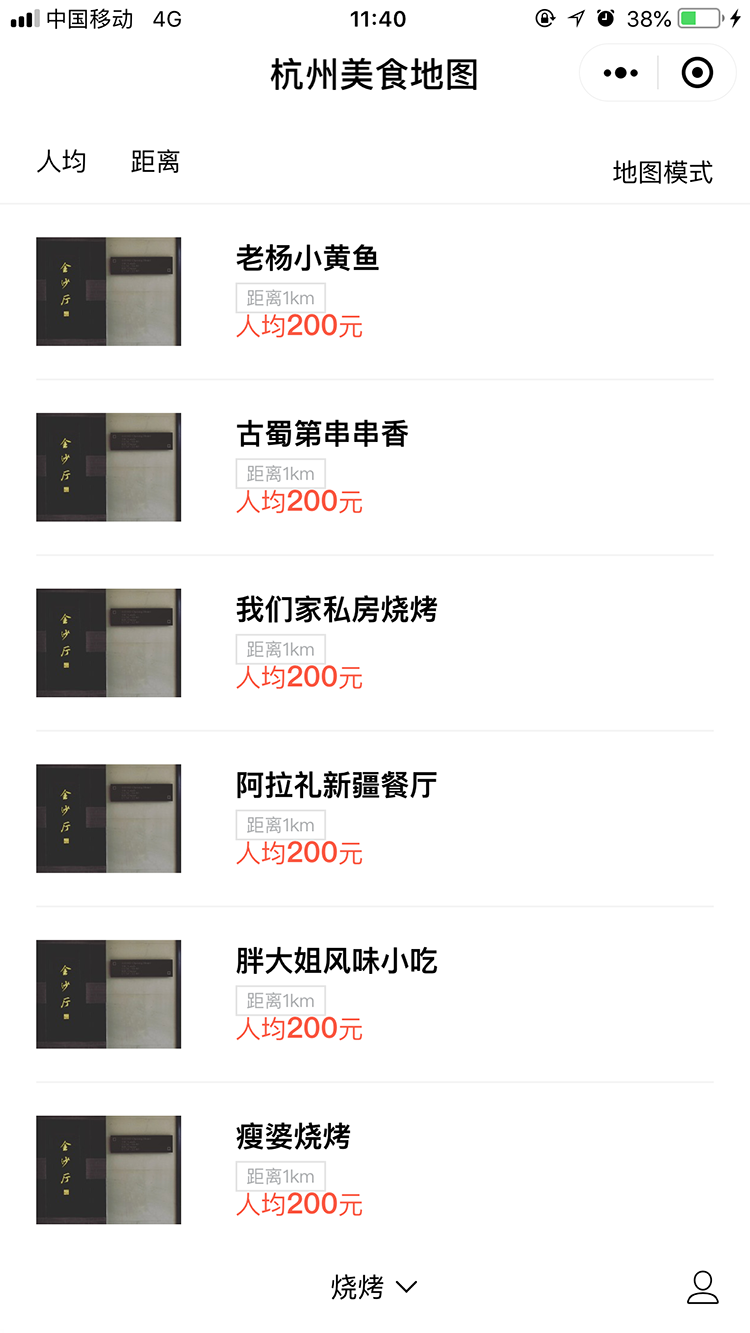 中国移动 4G 11:40 38%
杭州美食地图
人均 距离 地图模式
金沙厅
老杨小黄鱼
距离1km
人均200元
金沙厅
古蜀第串串香
距离1km
人均200元
金沙厅
我们家私房烧烤
距离1km
人均200元
金沙厅
阿拉礼新疆餐厅
距离1km
人均200元
金沙厅
胖大姐风味小吃
距离1km
人均200元
金沙厅
瘦婆烧烤
距离1km
人均200元
烧烤